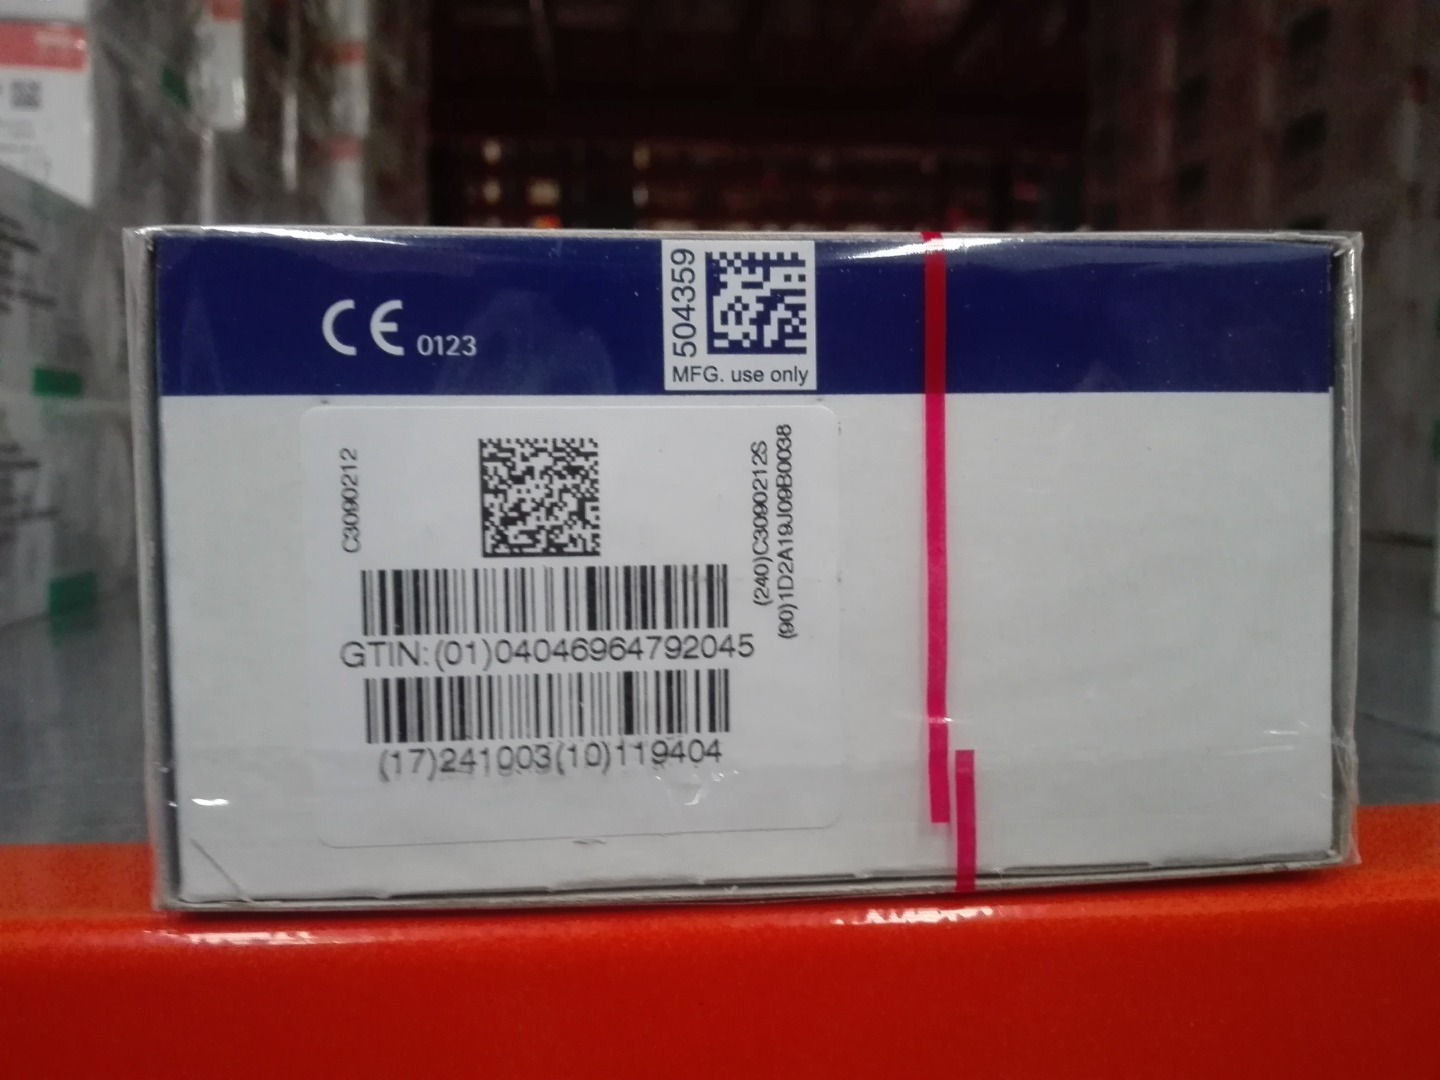 CE 0123
504359
MFG. use only
C3090212
(240)C3090212S
(90)1D2A19J09B0038
GTIN:(01)04046964792045
(17)241003(10)119404